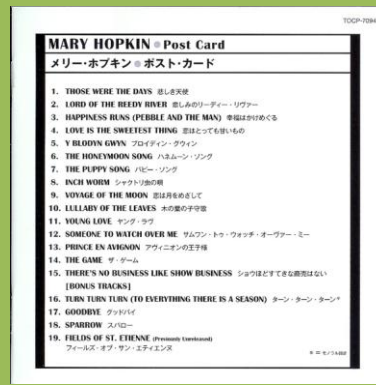 TOCP-7094
MARY HOPKIN ● Post Card
メリー・ホプキン ● ポスト・カード
1. THOSE WERE THE DAYS 悲しき天使
2. LORD OF THE REEDY RIVER 悲しみのリーディー・リヴァー
3. HAPPINESS RUNS (PEBBLE AND THE MAN) 幸福はかけめぐる
4. LOVE IS THE SWEETEST THING 恋はとっても甘いもの
5. Y BLODYN GWYN ブロイディン・グウィン
6. THE HONEYMOON SONG ハネムーン・ソング
7. THE PUPPY SONG パピー・ソング
8. INCH WORM シャクトリ虫の唄
9. VOYAGE OF THE MOON 恋は月をめざして
10. LULLABY OF THE LEAVES 木の葉の子守歌
11. YOUNG LOVE ヤング・ラヴ
12. SOMEONE TO WATCH OVER ME サムワン・トゥ・ウォッチ・オーヴァー・ミー
13. PRINCE EN AVIGNON アヴィニオンの王子様
14. THE GAME ザ・ゲーム
15. THERE'S NO BUSINESS LIKE SHOW BUSINESS ショウほどすてきな商売はない
[BONUS TRACKS]
16. TURN TURN TURN (TO EVERYTHING THERE IS A SEASON) ターン・ターン・ターン*
17. GOODBYE グッドバイ
18. SPARROW スパロー
19. FIELDS OF ST. ETIENNE (Previously Unreleased)
フィールズ・オブ・サン・エティエンヌ
* = モノラル録音